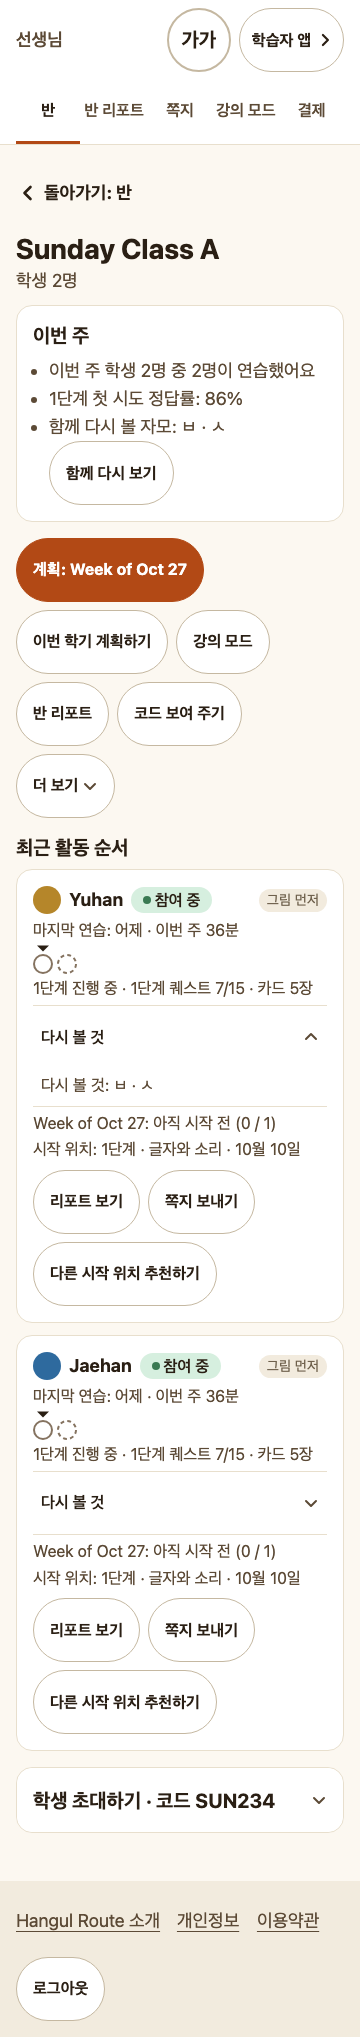 선생님
가가
학습자 앱
반
반 리포트
쪽지
강의 모드
결제
돌아가기: 반
Sunday Class A
학생 2명
이번 주
이번 주 학생 2명 중 2명이 연습했어요
1단계 첫 시도 정답률: 86%
함께 다시 볼 자모: ㅂ · ㅅ
함께 다시 보기
계획: Week of Oct 27
이번 학기 계획하기
강의 모드
반 리포트
코드 보여 주기
더 보기
최근 활동 순서
Yuhan
참여 중
그림 먼저
마지막 연습: 어제 · 이번 주 36분
1단계 진행 중 · 1단계 퀘스트 7/15 · 카드 5장
다시 볼 것
다시 볼 것: ㅂ · ㅅ
Week of Oct 27: 아직 시작 전 (0 / 1)
시작 위치: 1단계 · 글자와 소리 · 10월 10일
리포트 보기
쪽지 보내기
다른 시작 위치 추천하기
Jaehan
참여 중
그림 먼저
마지막 연습: 어제 · 이번 주 36분
1단계 진행 중 · 1단계 퀘스트 7/15 · 카드 5장
다시 볼 것
Week of Oct 27: 아직 시작 전 (0 / 1)
시작 위치: 1단계 · 글자와 소리 · 10월 10일
리포트 보기
쪽지 보내기
다른 시작 위치 추천하기
학생 초대하기 · 코드 SUN234
Hangul Route 소개
개인정보
이용약관
로그아웃